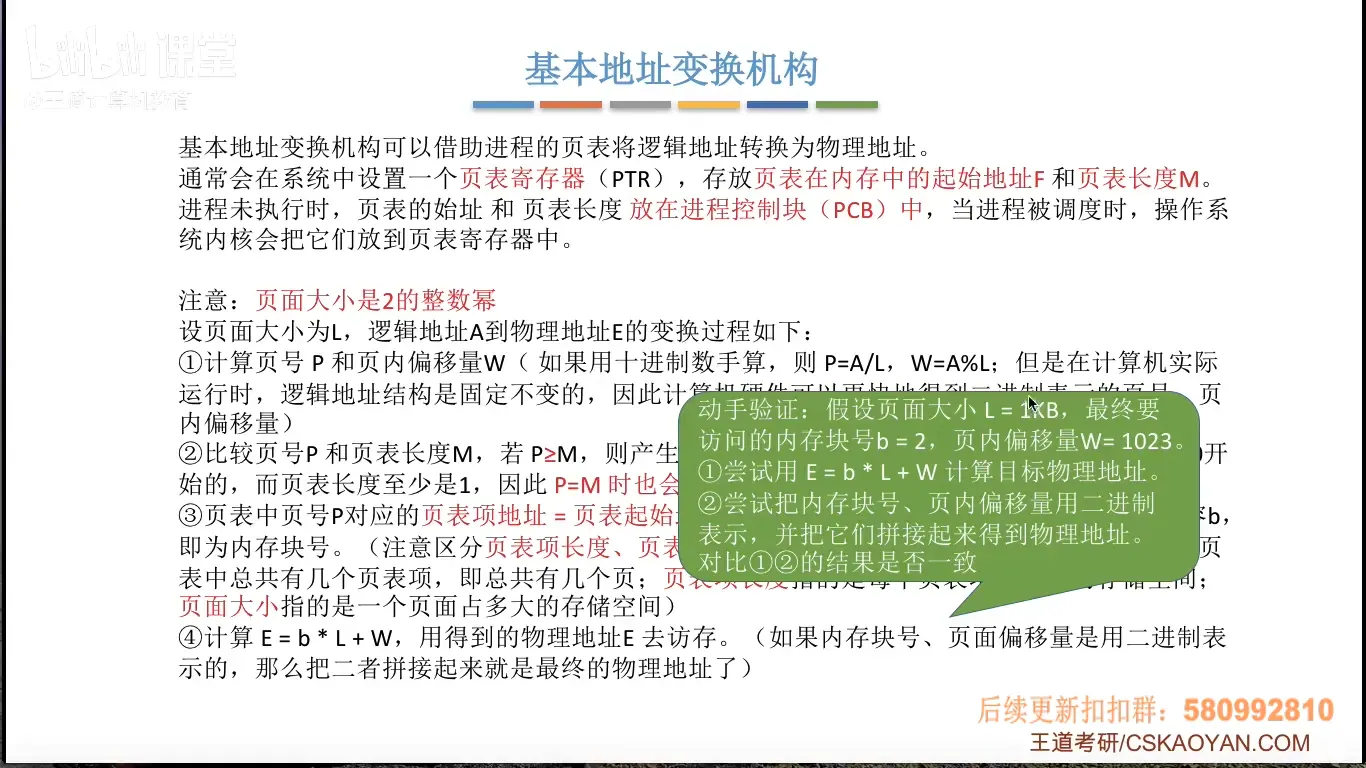 bilibili 课堂
基本地址变换机构
基本地址变换机构可以借助进程的页表将逻辑地址转换为物理地址。
通常会在系统中设置一个页表寄存器（PTR），存放页表在内存中的起始地址F 和页表长度M。
进程未执行时，页表的始址 和 页表长度 放在进程控制块（PCB）中，当进程被调度时，操作系
统内核会把它们放到页表寄存器中。
注意：页面大小是2的整数幂
设页面大小为L，逻辑地址A到物理地址E的变换过程如下：
①计算页号 P 和页内偏移量W（ 如果用十进制数手算，则 P=A/L，W=A%L；但是在计算机实际
运行时，逻辑地址结构是固定不变的，因此计算机硬件可以更快地得到二进制表示的页号、页
内偏移量）
②比较页号P 和页表长度M，若 P≥M，则产生
开
始的，而页表长度至少是1，因此 P=M 时也会
③页表中页号P对应的页表项地址 = 页表起始
b，
即为内存块号。（注意区分页表项长度、页表
页
表中总共有几个页表项，即总共有几个页；页表项长度指的是每个页表项
存储空间；
页面大小指的是一个页面占多大的存储空间）
④计算 E = b * L + W，用得到的物理地址E 去访存。（如果内存块号、页面偏移量是用二进制表
示的，那么把二者拼接起来就是最终的物理地址了）
动手验证：假设页面大小 L = 1KB，最终要
访问的内存块号b = 2，页内偏移量W= 1023。
①尝试用 E = b * L + W 计算目标物理地址。
②尝试把内存块号、页内偏移量用二进制
表示，并把它们拼接起来得到物理地址。
对比①②的结果是否一致
后续更新扣扣群：580992810
王道考研/CSKAOYAN.COM